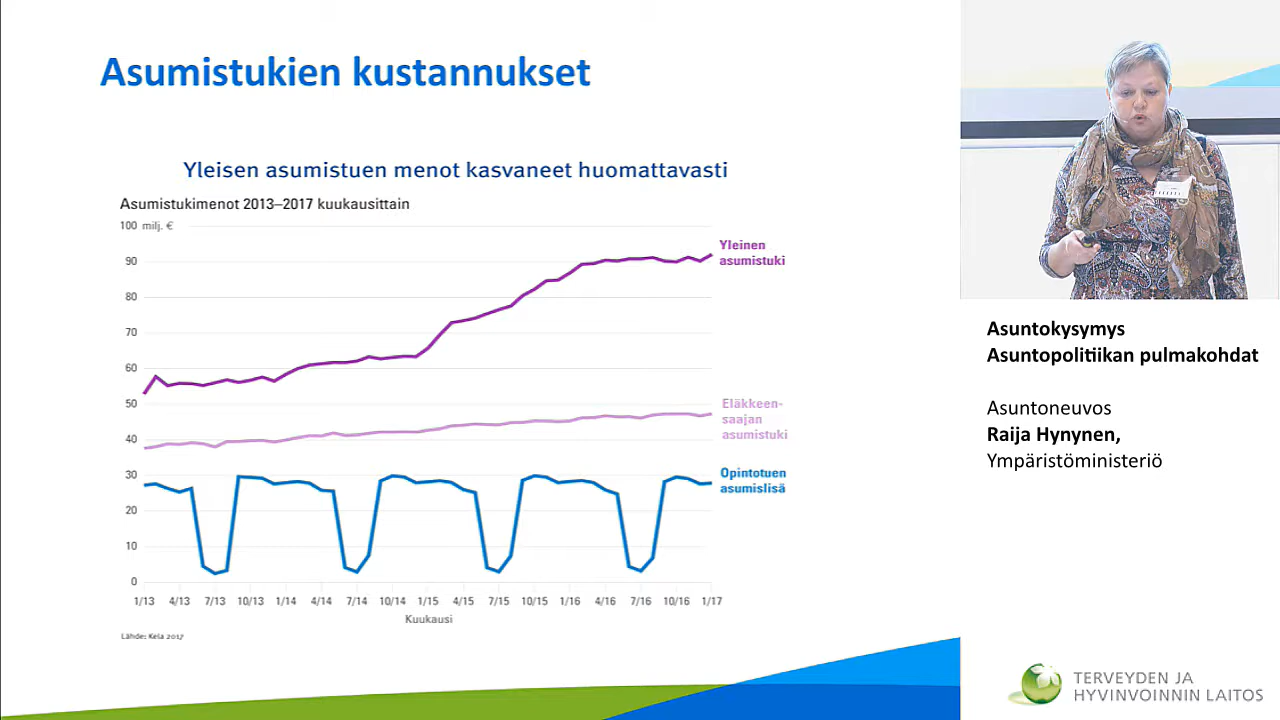 Asumistukien kustannukset
Yleisen asumistuen menot kasvaneet huomattavasti
Asumistukimenot 2013–2017 kuukausittain
100 milj. €
90
80
70
60
50
40
30
20
10
0
Yleinen
asumistuki
Eläkkeen-
saajan
asumistuki
Opintotuen
asumislisä
1/13 4/13 7/13 10/13 1/14 4/14 7/14 10/14 1/15 4/15 7/15 10/15 1/16 4/16 7/16 10/16 1/17
Kuukausi
Lähde: Kela 2017
Asuntokysymys
Asuntopolitiikan pulmakohdat
Asuntoneuvos
Raija Hynynen,
Ympäristöministeriö
TERVEYDEN JA
HYVINVOINNIN LAITOS